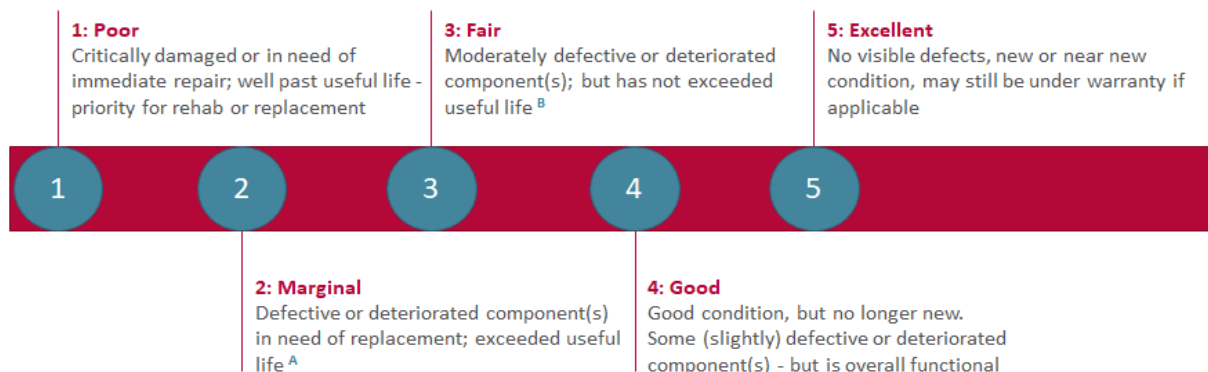 1: Poor
Critically damaged or in need of
immediate repair; well past useful life -
priority for rehab or replacement
3: Fair
Moderately defective or deteriorated
component(s); but has not exceeded
useful life B
5: Excellent
No visible defects, new or near new
condition, may still be under warranty if
applicable
1
2
3
4
5
2: Marginal
Defective or deteriorated component(s)
in need of replacement; exceeded useful
life A
4: Good
Good condition, but no longer new.
Some (slightly) defective or deteriorated
component(s) - but is overall functional